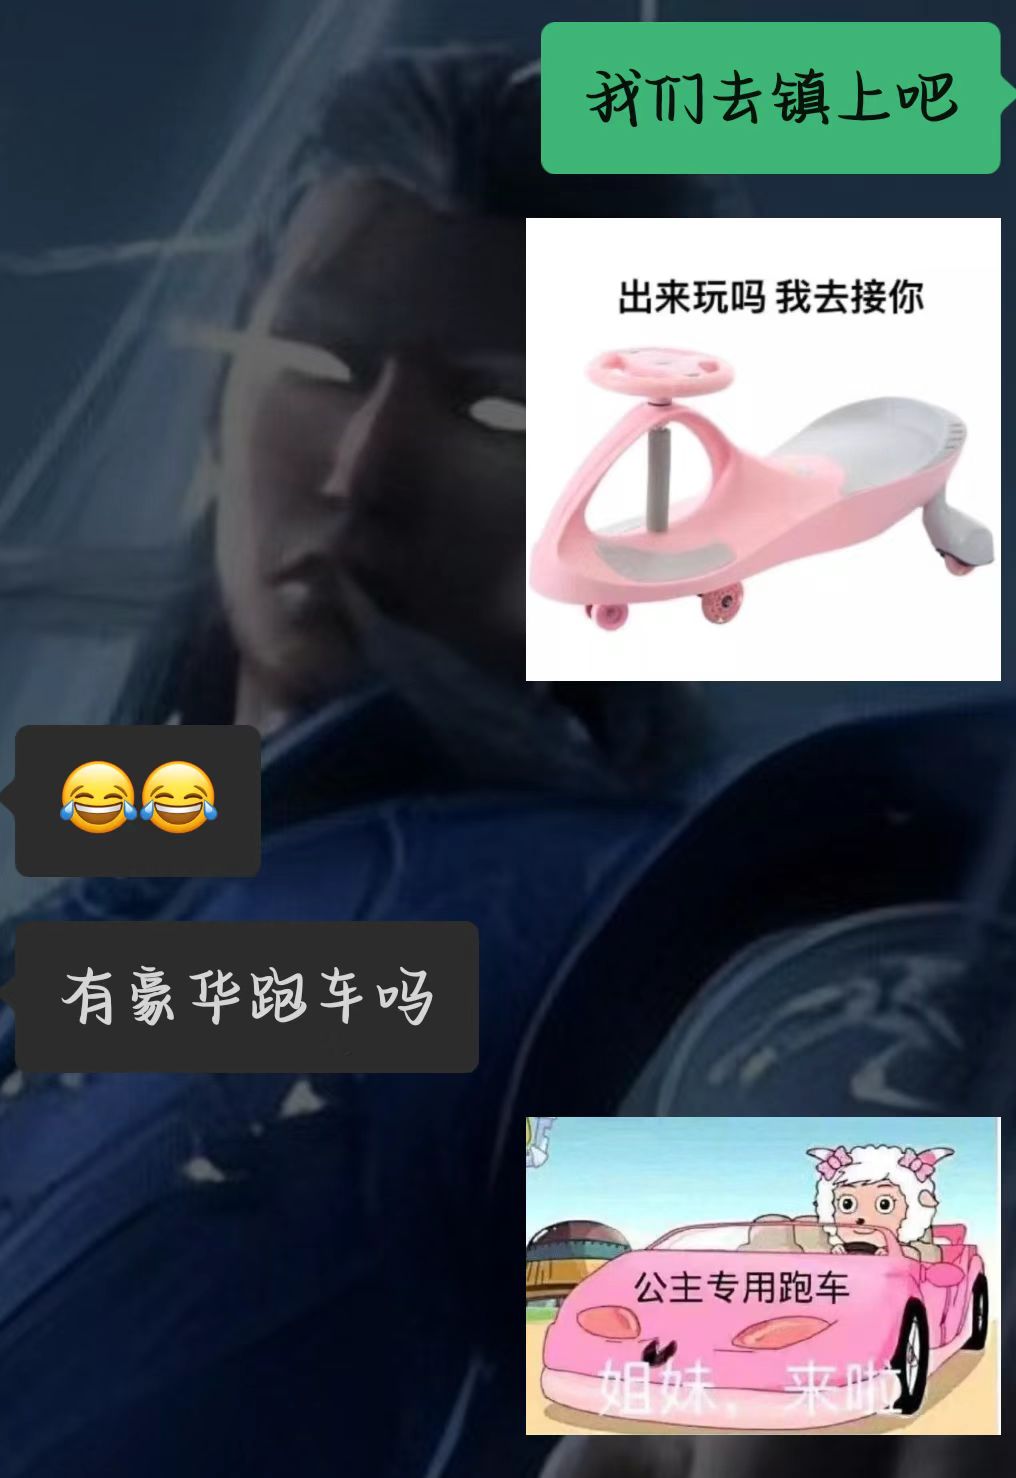 我们去镇上吧
出来玩吗 我去接你
😂😂
有豪华跑车吗
公主专用跑车
姐妹，来啦